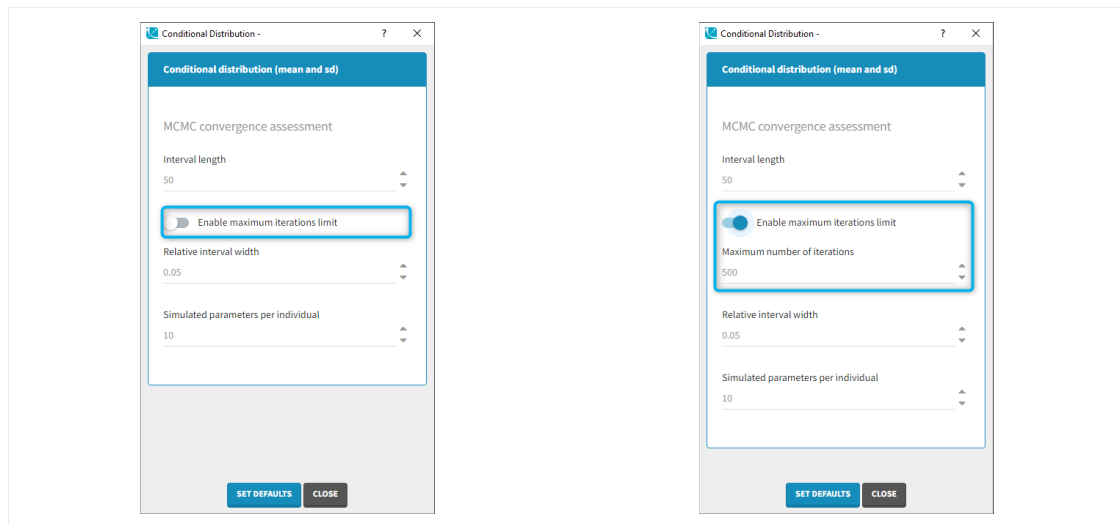 Conditional Distribution - ? ×
Conditional distribution (mean and sd)
MCMC convergence assessment
Interval length
50
Enable maximum iterations limit
Relative interval width
0.05
Simulated parameters per individual
10
SET DEFAULTS CLOSE
Conditional Distribution - ? ×
Conditional distribution (mean and sd)
MCMC convergence assessment
Interval length
50
Enable maximum iterations limit
Maximum number of iterations
500
Relative interval width
0.05
Simulated parameters per individual
10
SET DEFAULTS CLOSE